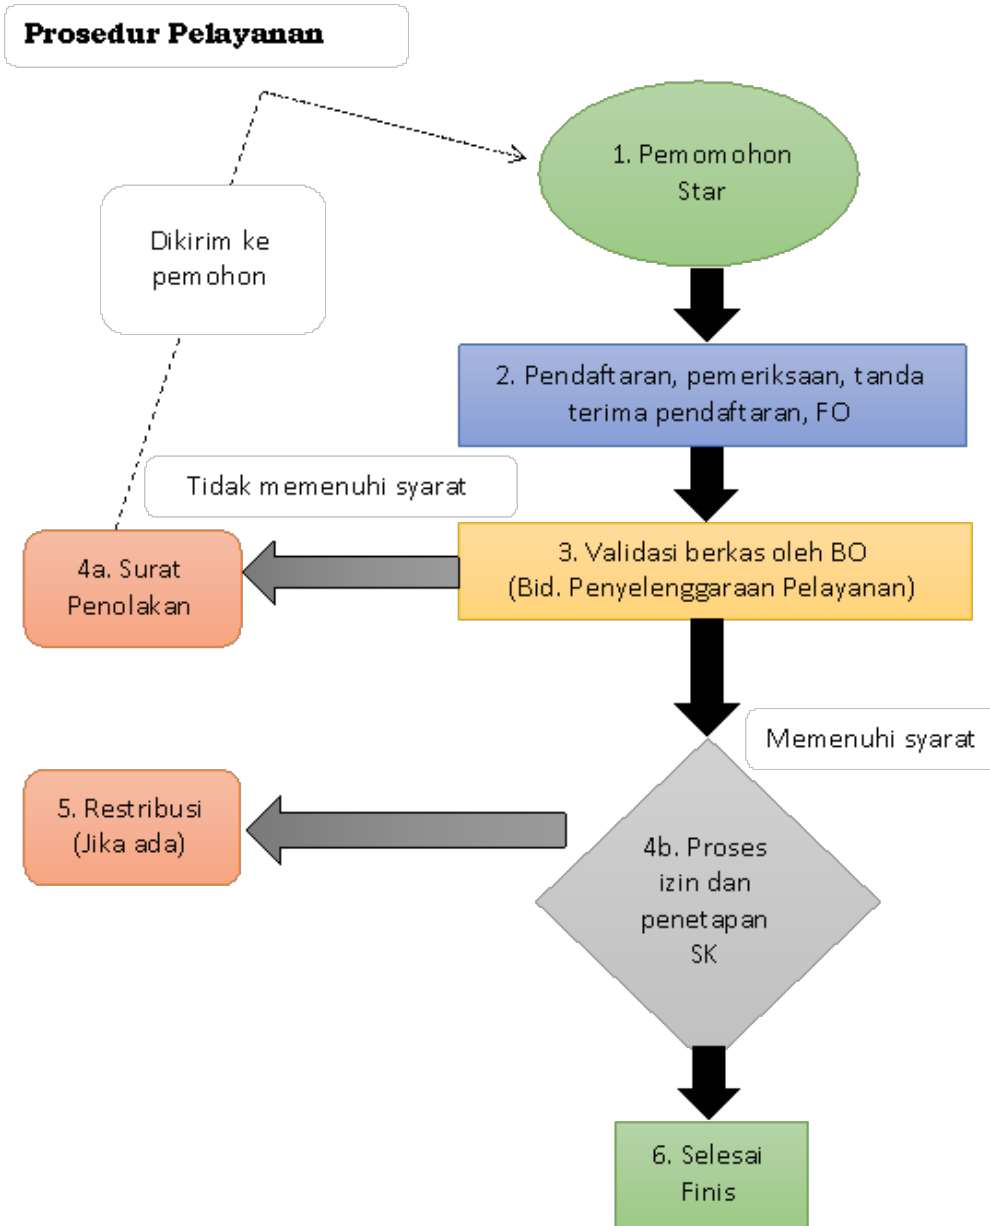 Prosedur Pelayanan
1. Pemomohon
Star
Dikirim ke
pemohon
2. Pendaftaran, pemeriksaan, tanda
terima pendaftaran, FO
Tidak memenuhi syarat
3. Validasi berkas oleh BO
(Bid. Penyelenggaraan Pelayanan)
4a. Surat
Penolakan
Memenuhi syarat
5. Restribusi
(Jika ada)
4b. Proses
izin dan
penetapan
SK
6. Selesai
Finis